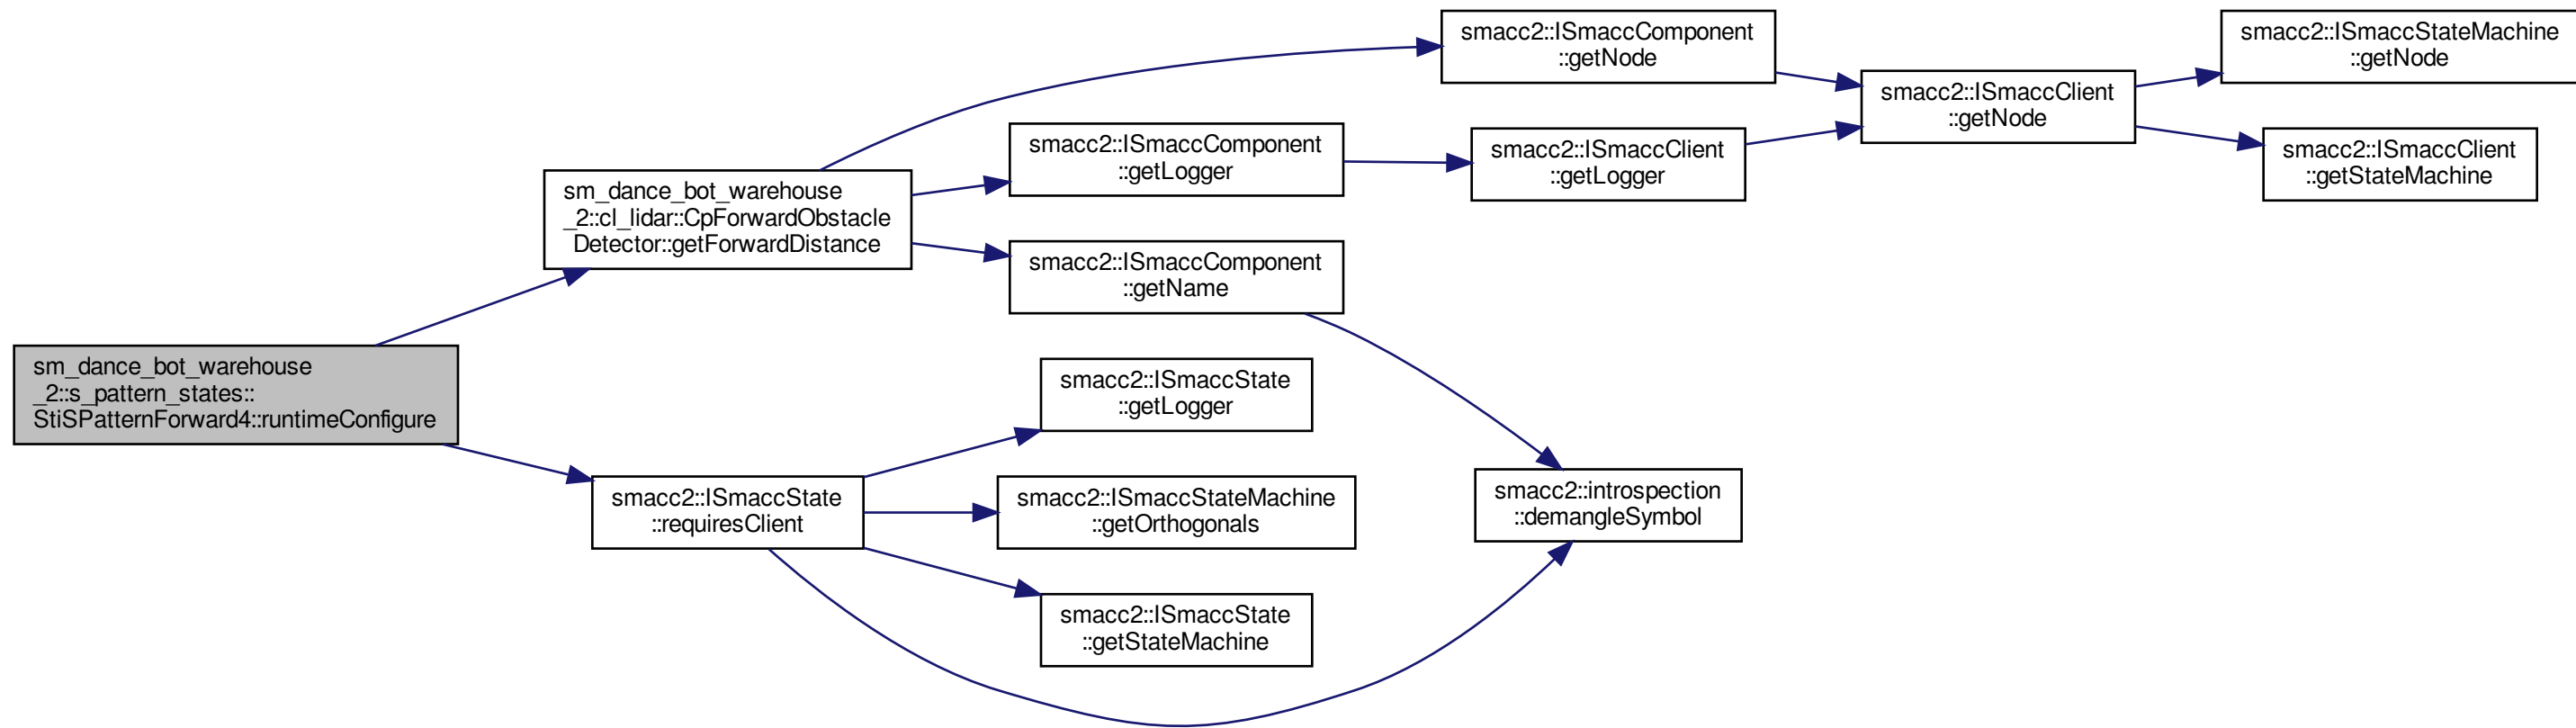 sm_dance_bot_warehouse
_2::s_pattern_states::
StiSPatternForward4::runtimeConfigure
sm_dance_bot_warehouse
_2::cl_lidar::CpForwardObstacle
Detector::getForwardDistance
smacc2::ISmaccComponent
::getNode
smacc2::ISmaccClient
::getNode
smacc2::ISmaccStateMachine
::getNode
smacc2::ISmaccClient
::getStateMachine
smacc2::ISmaccComponent
::getLogger
smacc2::ISmaccClient
::getLogger
smacc2::ISmaccComponent
::getName
smacc2::introspection
::demangleSymbol
smacc2::ISmaccState
::requiresClient
smacc2::ISmaccState
::getLogger
smacc2::ISmaccStateMachine
::getOrthogonals
smacc2::ISmaccState
::getStateMachine